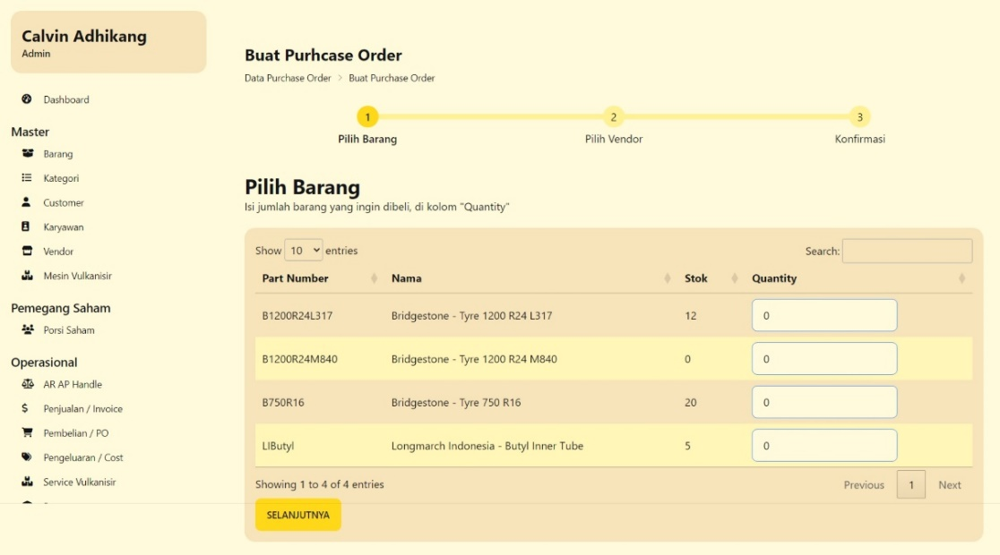 Calvin Adhikang
Admin
Dashboard
Master
Barang
Kategori
Customer
Karyawan
Vendor
Mesin Vulkanisir
Pemegang Saham
Porsi Saham
Operasional
AR AP Handle
Penjualan / Invoice
Pembelian / PO
Pengeluaran / Cost
Service Vulkanisir
Buat Purhcase Order
Data Purchase Order > Buat Purchase Order
1 2 3
Pilih Barang Pilih Vendor Konfirmasi
Pilih Barang
Isi jumlah barang yang ingin dibeli, di kolom "Quantity"
Show 10 entries Search:
Part Number Nama Stok Quantity
B1200R24L317 Bridgestone - Tyre 1200 R24 L317 12 0
B1200R24M840 Bridgestone - Tyre 1200 R24 M840 0 0
B750R16 Bridgestone - Tyre 750 R16 20 0
LIButyl Longmarch Indonesia - Butyl Inner Tube 5 0
Showing 1 to 4 of 4 entries Previous 1 Next
SELANJUTNYA